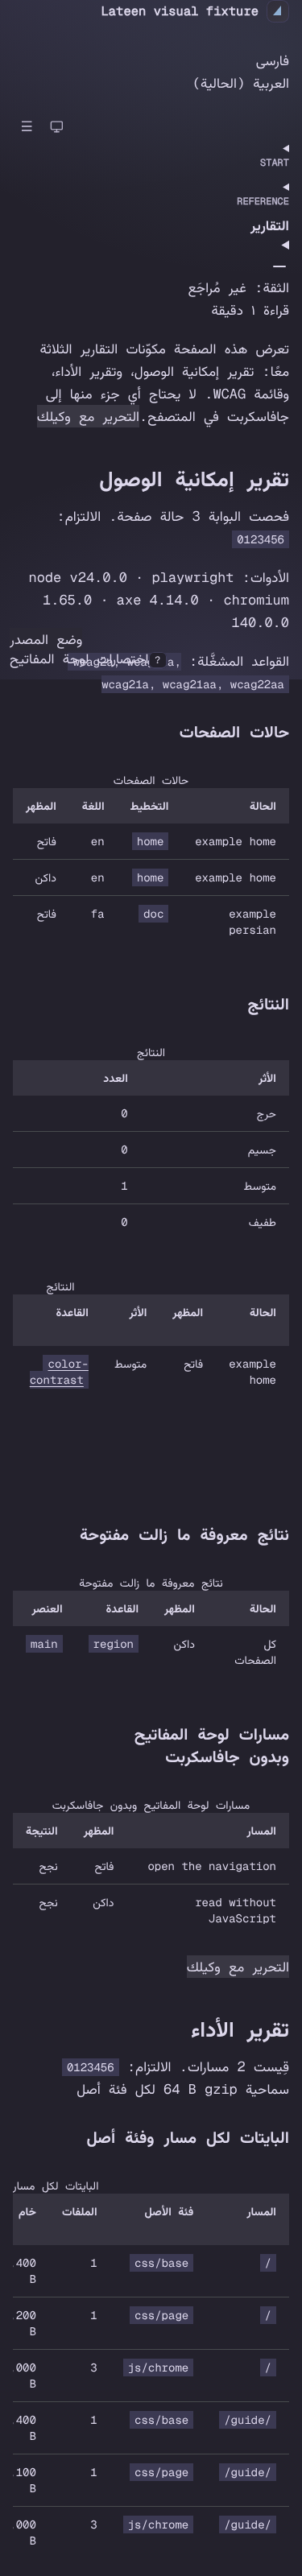 Lateen visual fixture
فارسی
العربية (الحالية)
START
REFERENCE
التقارير
الثقة: غير مُراجَع
قراءة ١ دقيقة
تعرض هذه الصفحة مكوّنات التقارير الثلاثة
معًا: تقرير إمكانية الوصول، وتقرير الأداء،
وقائمة WCAG. لا يحتاج أي جزء منها إلى
جافاسكربت في المتصفح. التحرير مع وكيلك
تقرير إمكانية الوصول
فحصت البوابة 3 حالة صفحة. الالتزام:
0123456
الأدوات: node v24.0.0 · playwright
1.65.0 · axe 4.14.0 · chromium
140.0.0
وضع المصدر
اختصارات لوحة المفاتيح ?
القواعد المشغَّلة:
wcag21a, wcag21aa, wcag22aa
حالات الصفحات
حالات الصفحات
الحالة التخطيط اللغة المظهر
example home home en فاتح
example home home en داكن
example persian doc fa فاتح
النتائج
النتائج
الأثر العدد
حرج 0
جسيم 0
متوسط 1
طفيف 0
النتائج
الحالة المظهر الأثر القاعدة
example home فاتح متوسط color-contrast
نتائج معروفة ما زالت مفتوحة
نتائج معروفة ما زالت مفتوحة
الحالة المظهر القاعدة العنصر
كل الصفحات داكن region main
مسارات لوحة المفاتيح
وبدون جافاسكربت
مسارات لوحة المفاتيح وبدون جافاسكربت
المسار المظهر النتيجة
open the navigation فاتح نجح
read without JavaScript داكن نجح
التحرير مع وكيلك
تقرير الأداء
قِيست 2 مسارات. الالتزام: 0123456
سماحية 64 B gzip لكل فئة أصل
البايتات لكل مسار وفئة أصل
البايتات لكل مسار
المسار فئة الأصل الملفات خام
/ css/base 1 400 B
/ css/page 1 200 B
/ js/chrome 3 000 B
/guide/ css/base 1 400 B
/guide/ css/page 1 100 B
/guide/ js/chrome 3 000 B